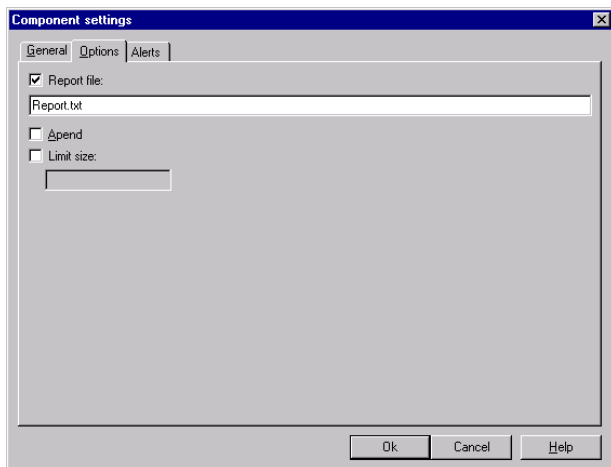 Component settings
General Options Alerts
Report file:
Report.txt
Apend
Limit size:
Ok Cancel Help